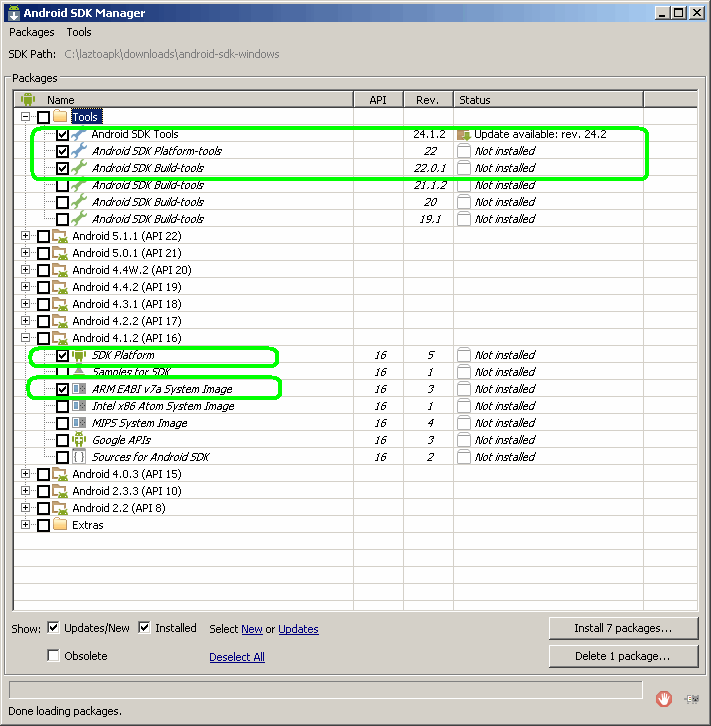 Android SDK Manager
Packages Tools
SDK Path: C:\laztoapk\downloads\android-sdk-windows
Packages
Name API Rev. Status
Tools
Android SDK Tools 24.1.2 Update available: rev. 24.2
Android SDK Platform-tools 22 Not installed
Android SDK Build-tools 22.0.1 Not installed
Android SDK Build-tools 21.1.2 Not installed
Android SDK Build-tools 20 Not installed
Android SDK Build-tools 19.1 Not installed
Android 5.1.1 (API 22)
Android 5.0.1 (API 21)
Android 4.4W.2 (API 20)
Android 4.4.2 (API 19)
Android 4.3.1 (API 18)
Android 4.2.2 (API 17)
Android 4.1.2 (API 16)
SDK Platform 16 5 Not installed
Samples for SDK 16 1 Not installed
ARM EABI v7a System Image 16 3 Not installed
Intel x86 Atom System Image 16 1 Not installed
MIPS System Image 16 4 Not installed
Google APIs 16 3 Not installed
Sources for Android SDK 16 2 Not installed
Android 4.0.3 (API 15)
Android 2.3.3 (API 10)
Android 2.2 (API 8)
Extras
Show: Updates/New Installed Select New or Updates Install 7 packages...
Obsolete Deselect All Delete 1 package...
Done loading packages.